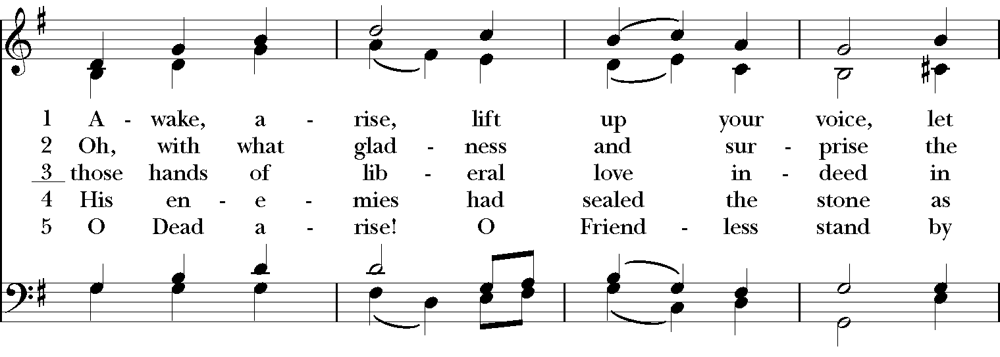 1 A - wake, a - rise, lift up your voice, let
2 Oh, with what glad - ness and sur - prise the
3 those hands of lib - eral love in - deed in
4 His en - e - mies had sealed the stone as
5 O Dead a - rise! O Friend - less stand by